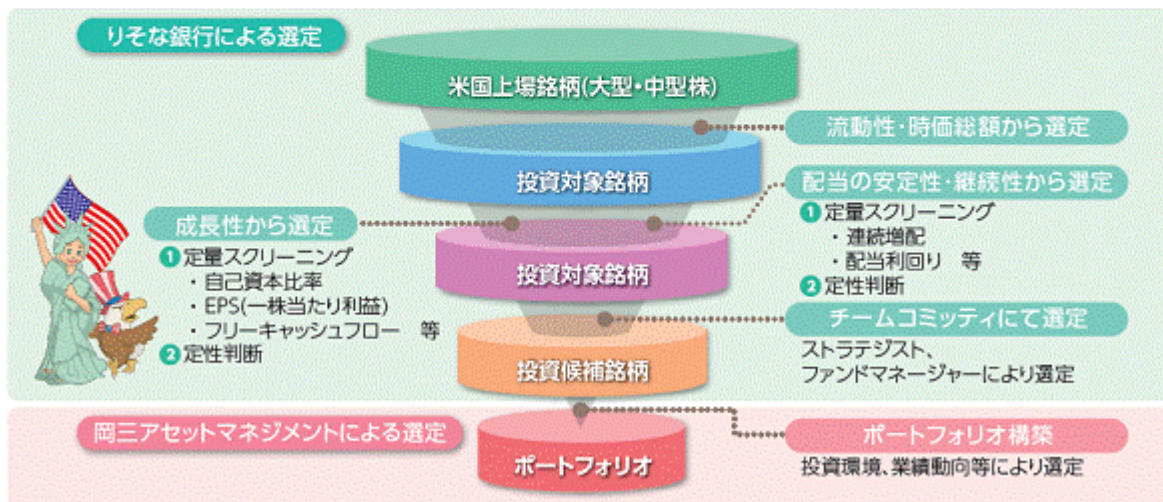 りそな銀行による選定
米国上場銘柄(大型・中型株)
流動性・時価総額から選定
投資対象銘柄
配当の安定性・継続性から選定
❶定量スクリーニング
・連続増配
・配当利回り 等
❷定性判断
成長性から選定
❶定量スクリーニング
・自己資本比率
・EPS(一株当たり利益)
・フリーキャッシュフロー 等
❷定性判断
投資対象銘柄
チームコミッティにて選定
ストラテジスト、
ファンドマネージャーにより選定
投資候補銘柄
岡三アセットマネジメントによる選定
ポートフォリオ
ポートフォリオ構築
投資環境、業績動向等により選定